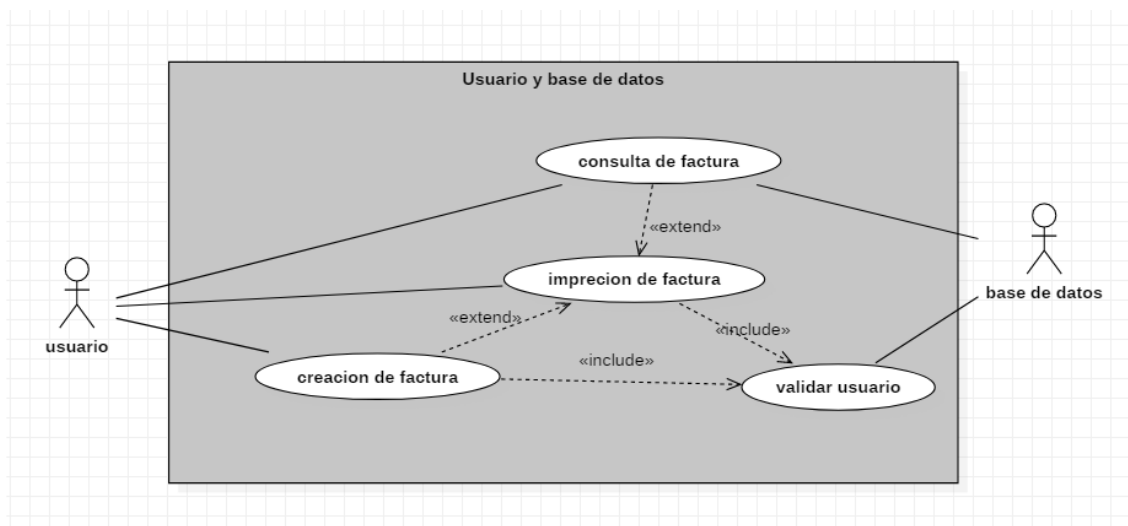 Usuario y base de datos
consulta de factura
«extend»
imprecion de factura
base de datos
«extend»
«include»
usuario
«include»
creacion de factura
validar usuario